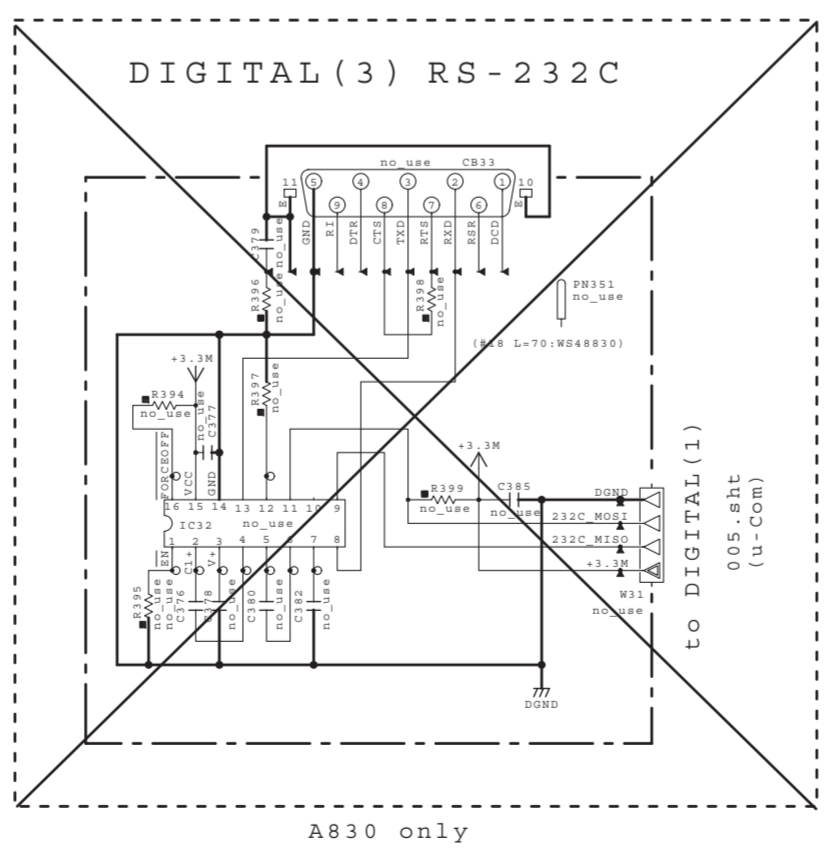 DIGITAL(3) RS-232C
no_use CB33
11 5 4 3 2 1 10
E 9 8 7 6 E
GND RI DTR CTS TXD RTS RXD RSR DCD
C379 no_use
R396 no_use
R398 no_use
PN351
no_use
(#18 L=70:WS48830)
+3.3M
R394
no_use
no_use C377
R397 no_use
FORCEOFF VCC GND
16 15 14 13 12 11 10 9
IC32 no_use
1 2 3 4 5 6 7 8
EN C1+ V+
R395 no_use
C376 no_use
C378 no_use
C380 no_use
C382 no_use
+3.3M
R399
no_use
C385
no_use
DGND
232C_MOSI
232C_MISO
+3.3M
W31
no_use
DGND
to DIGITAL(1)
005.sht
(u-Com)
A830 only